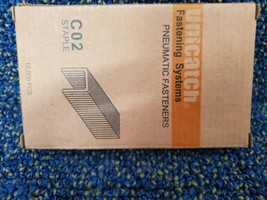 Unicatch
Fastening Systems
PNEUMATIC FASTENERS
C02
STAPLE